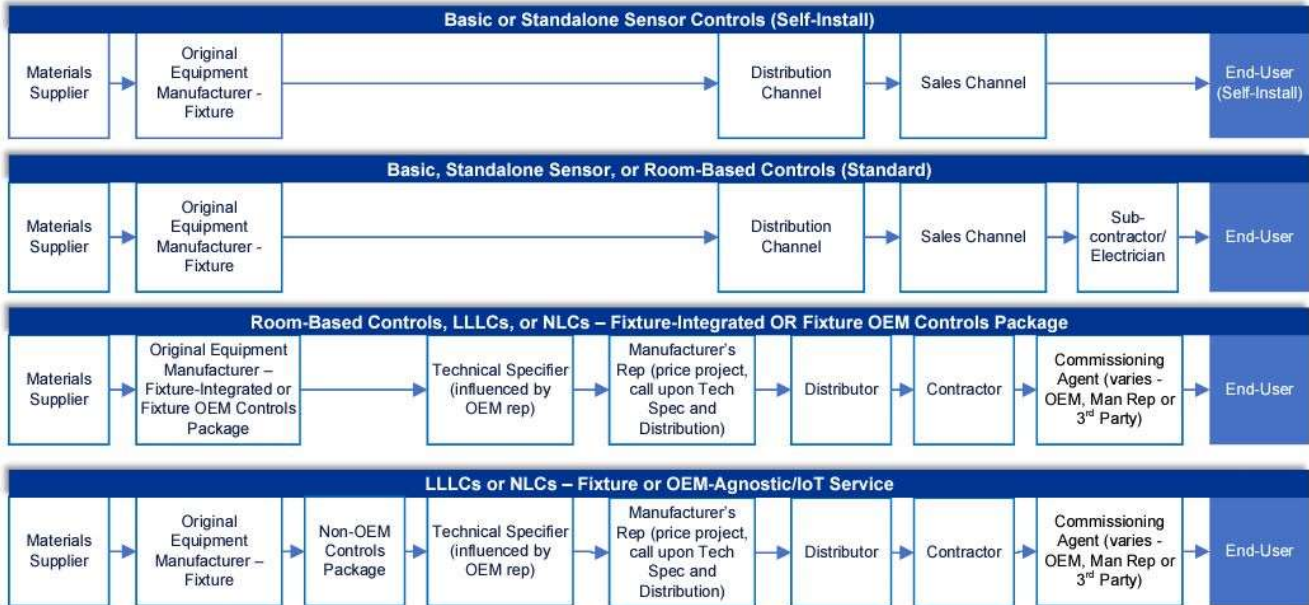 Basic or Standalone Sensor Controls (Self-Install)
Materials
Supplier
Original
Equipment
Manufacturer -
Fixture
Distribution
Channel
Sales Channel
End-User
(Self-Install)
Basic, Standalone Sensor, or Room-Based Controls (Standard)
Materials
Supplier
Original
Equipment
Manufacturer -
Fixture
Distribution
Channel
Sales Channel
Sub-
contractor/
Electrician
End-User
Room-Based Controls, LLLCs, or NLCs – Fixture-Integrated OR Fixture OEM Controls Package
Materials
Supplier
Original Equipment
Manufacturer –
Fixture-Integrated or
Fixture OEM Controls
Package
Technical Specifier
(influenced by
OEM rep)
Manufacturer's
Rep (price project,
call upon Tech
Spec and
Distribution)
Distributor
Contractor
Commissioning
Agent (varies -
OEM, Man Rep or
3rd Party)
End-User
LLLCs or NLCs – Fixture or OEM-Agnostic/IoT Service
Materials
Supplier
Original
Equipment
Manufacturer –
Fixture
Non-OEM
Controls
Package
Technical Specifier
(influenced by
OEM rep)
Manufacturer's
Rep (price project,
call upon Tech
Spec and
Distribution)
Distributor
Contractor
Commissioning
Agent (varies -
OEM, Man Rep or
3rd Party)
End-User